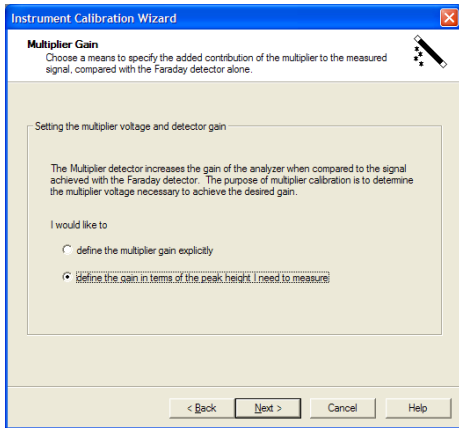 Instrument Calibration Wizard
Multiplier Gain
Choose a means to specify the added contribution of the multiplier to the measured
signal, compared with the Faraday detector alone.
Setting the multiplier voltage and detector gain
The Multiplier detector increases the gain of the analyzer when compared to the signal
achieved with the Faraday detector. The purpose of multiplier calibration is to determine
the multiplier voltage necessary to achieve the desired gain.
I would like to
define the multiplier gain explicitly
define the gain in terms of the peak height I need to measure
< Back Next > Cancel Help